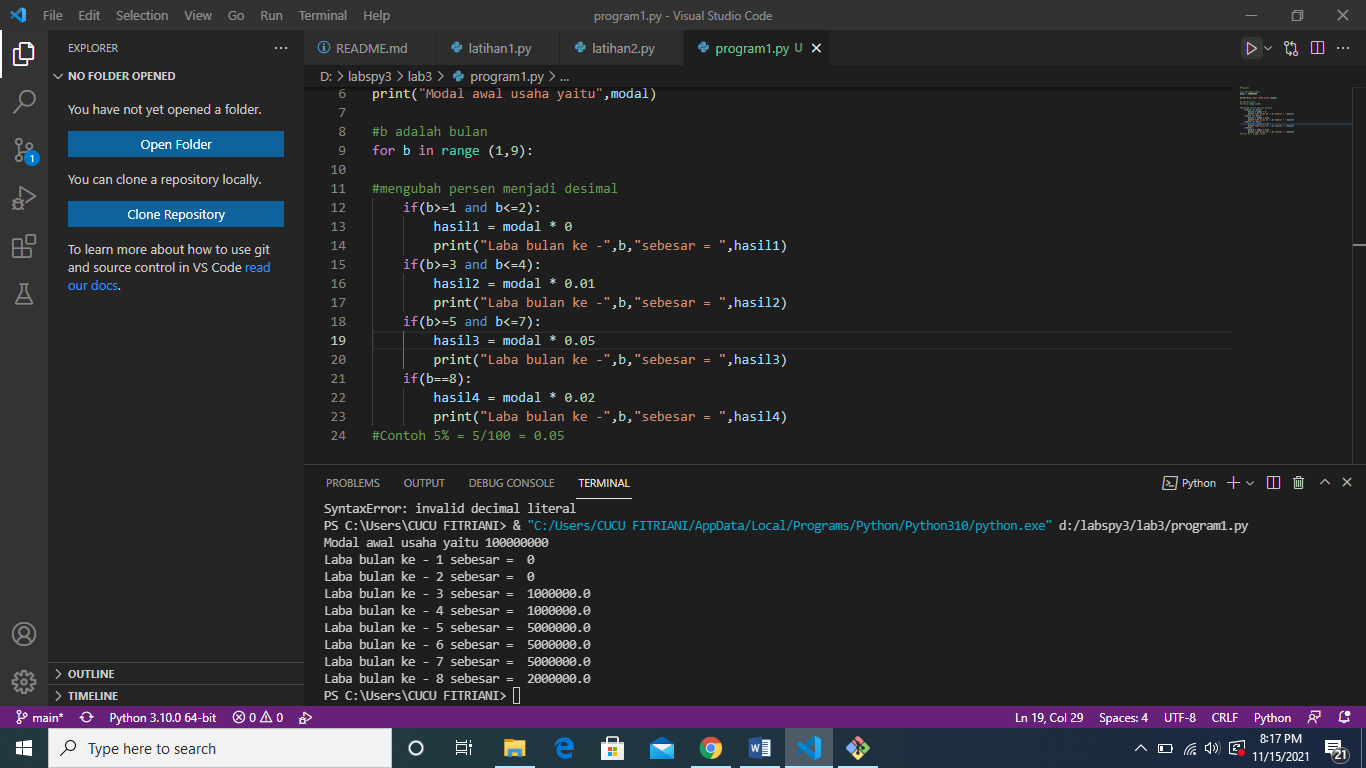 File Edit Selection View Go Run Terminal Help program1.py - Visual Studio Code
EXPLORER
NO FOLDER OPENED
You have not yet opened a folder.
Open Folder
You can clone a repository locally.
Clone Repository
To learn more about how to use git
and source control in VS Code read
our docs.
OUTLINE
TIMELINE
1
README.md latihan1.py latihan2.py program1.py U
D: > labspy3 > lab3 > program1.py > ...
6 print("Modal awal usaha yaitu",modal)
7
8 #b adalah bulan
9 for b in range (1,9):
10
11 #mengubah persen menjadi desimal
12 if(b>=1 and b<=2):
13 hasil1 = modal * 0
14 print("Laba bulan ke -",b,"sebesar = ",hasil1)
15 if(b>=3 and b<=4):
16 hasil2 = modal * 0.01
17 print("Laba bulan ke -",b,"sebesar = ",hasil2)
18 if(b>=5 and b<=7):
19 hasil3 = modal * 0.05
20 print("Laba bulan ke -",b,"sebesar = ",hasil3)
21 if(b==8):
22 hasil4 = modal * 0.02
23 print("Laba bulan ke -",b,"sebesar = ",hasil4)
24 #Contoh 5% = 5/100 = 0.05
PROBLEMS OUTPUT DEBUG CONSOLE TERMINAL Python
SyntaxError: invalid decimal literal
PS C:\Users\CUCU FITRIANI> & "C:/Users/CUCU FITRIANI/AppData/Local/Programs/Python/Python310/python.exe" d:/labspy3/lab3/program1.py
Modal awal usaha yaitu 100000000
Laba bulan ke - 1 sebesar =  0
Laba bulan ke - 2 sebesar =  0
Laba bulan ke - 3 sebesar =  1000000.0
Laba bulan ke - 4 sebesar =  1000000.0
Laba bulan ke - 5 sebesar =  5000000.0
Laba bulan ke - 6 sebesar =  5000000.0
Laba bulan ke - 7 sebesar =  5000000.0
Laba bulan ke - 8 sebesar =  2000000.0
PS C:\Users\CUCU FITRIANI>
main* Python 3.10.0 64-bit 0 0 Ln 19, Col 29 Spaces: 4 UTF-8 CRLF Python
Type here to search
8:17 PM
11/15/2021
21